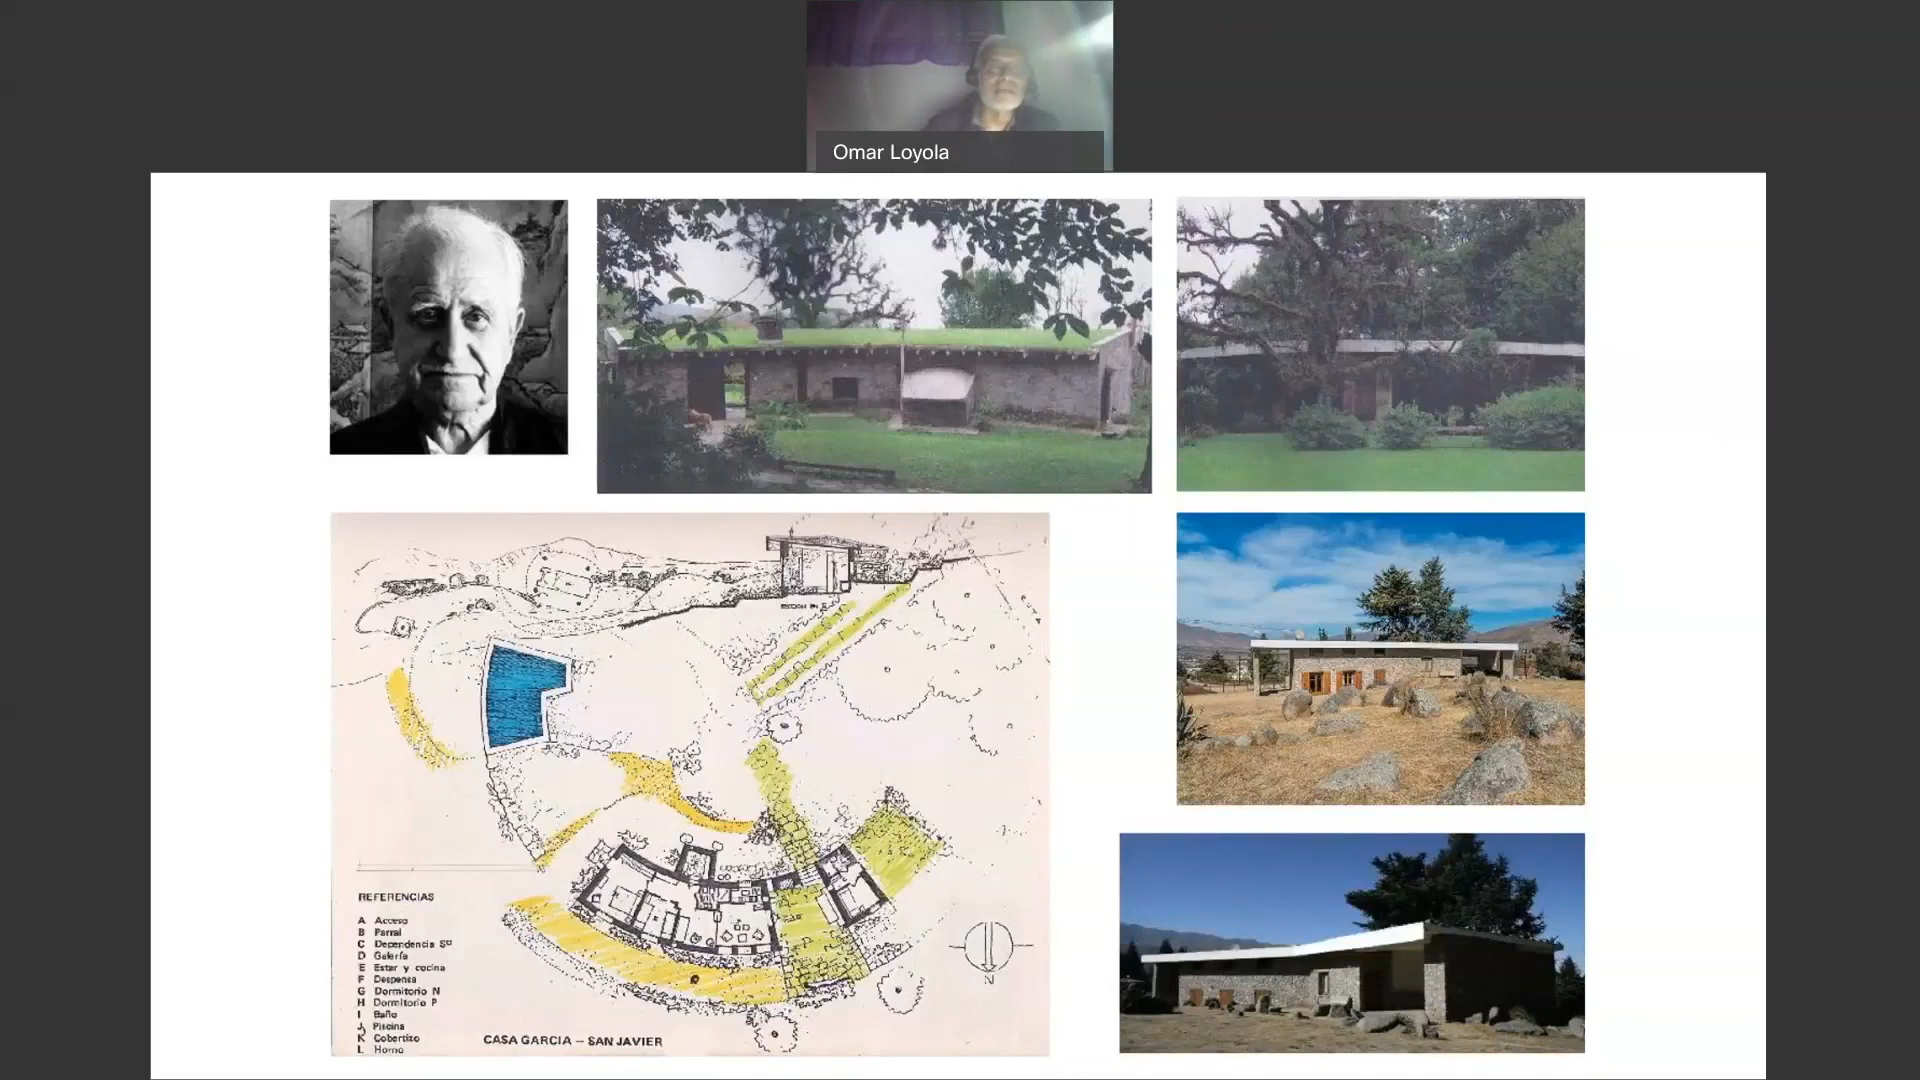 Omar Loyola
REFERENCIAS
A Acceso
B Parral
C Dependencia Sº
D Galería
E Estar y cocina
F Despensa
G Dormitorio N
H Dormitorio P
I Baño
J Piscina
K Cobertizo
L Horno
N
CASA GARCIA – SAN JAVIER